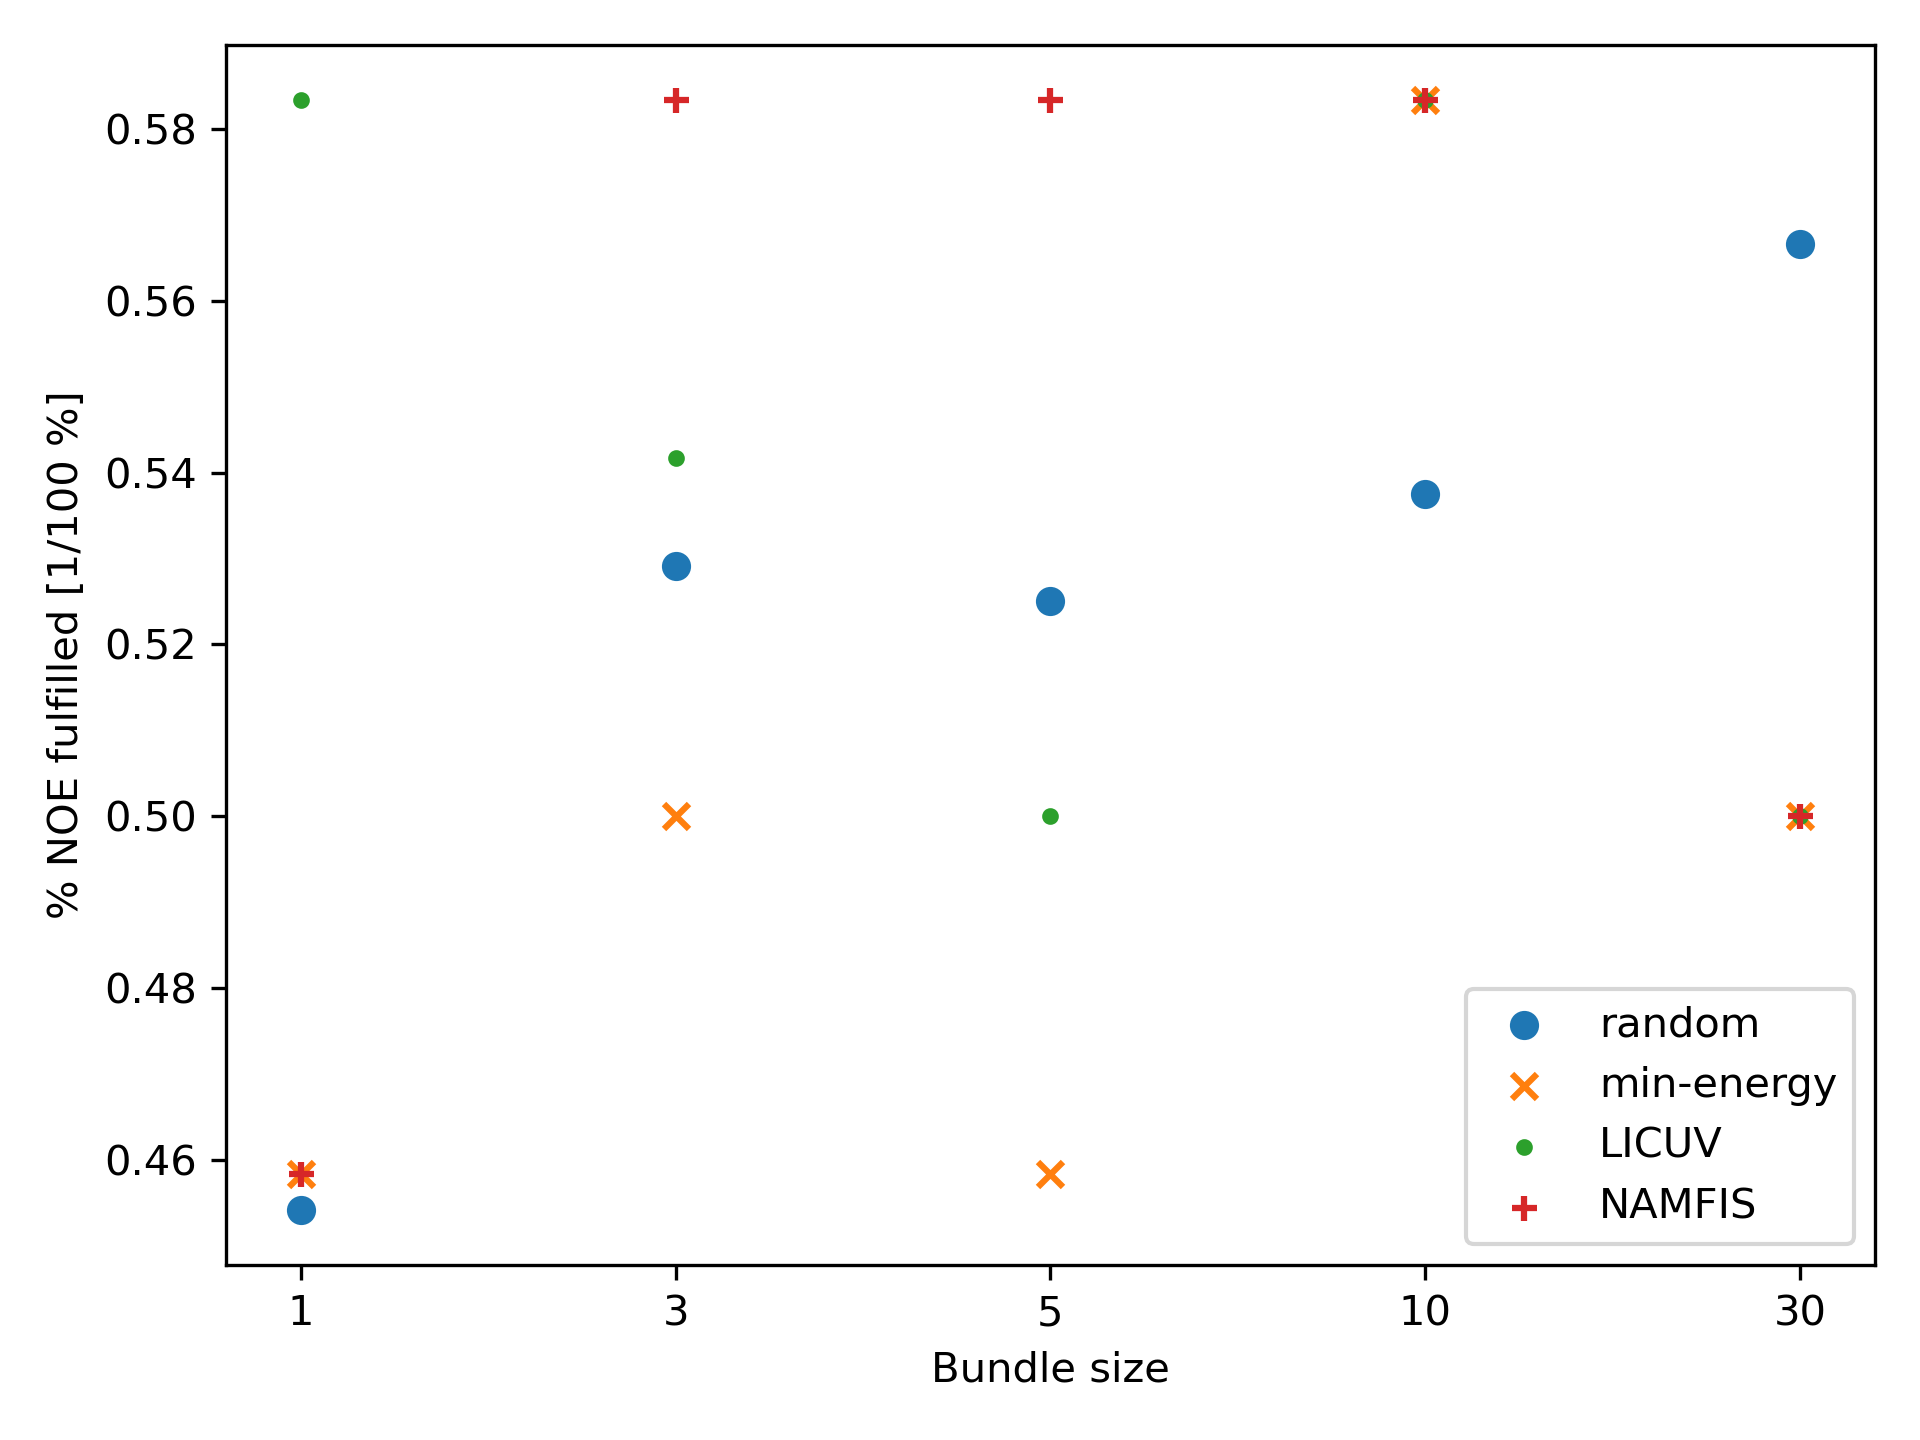 0.58
0.56
0.54
0.52
0.50
0.48
0.46
% NOE fulfilled [1/100 %]
random
min-energy
LICUV
NAMFIS
1 3 5 10 30
Bundle size